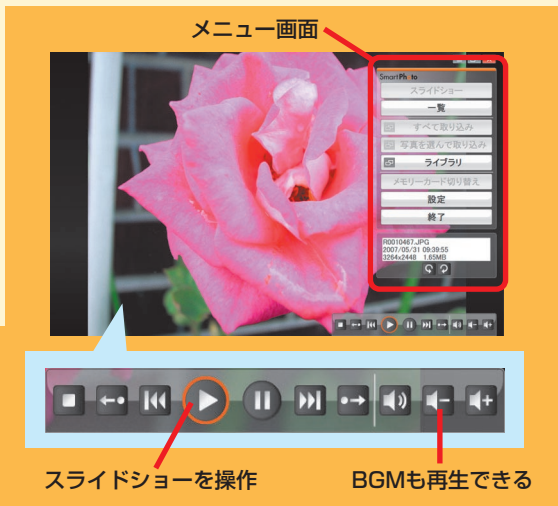 メニュー画面
SmartPhoto
スライドショー
一覧
すべて取り込み
写真を選んで取り込み
ライブラリ
メモリーカード切り替え
設定
終了
R0010467.JPG
2007/05/31 09:39:55
3264x2448 1.65MB
スライドショーを操作
BGMも再生できる